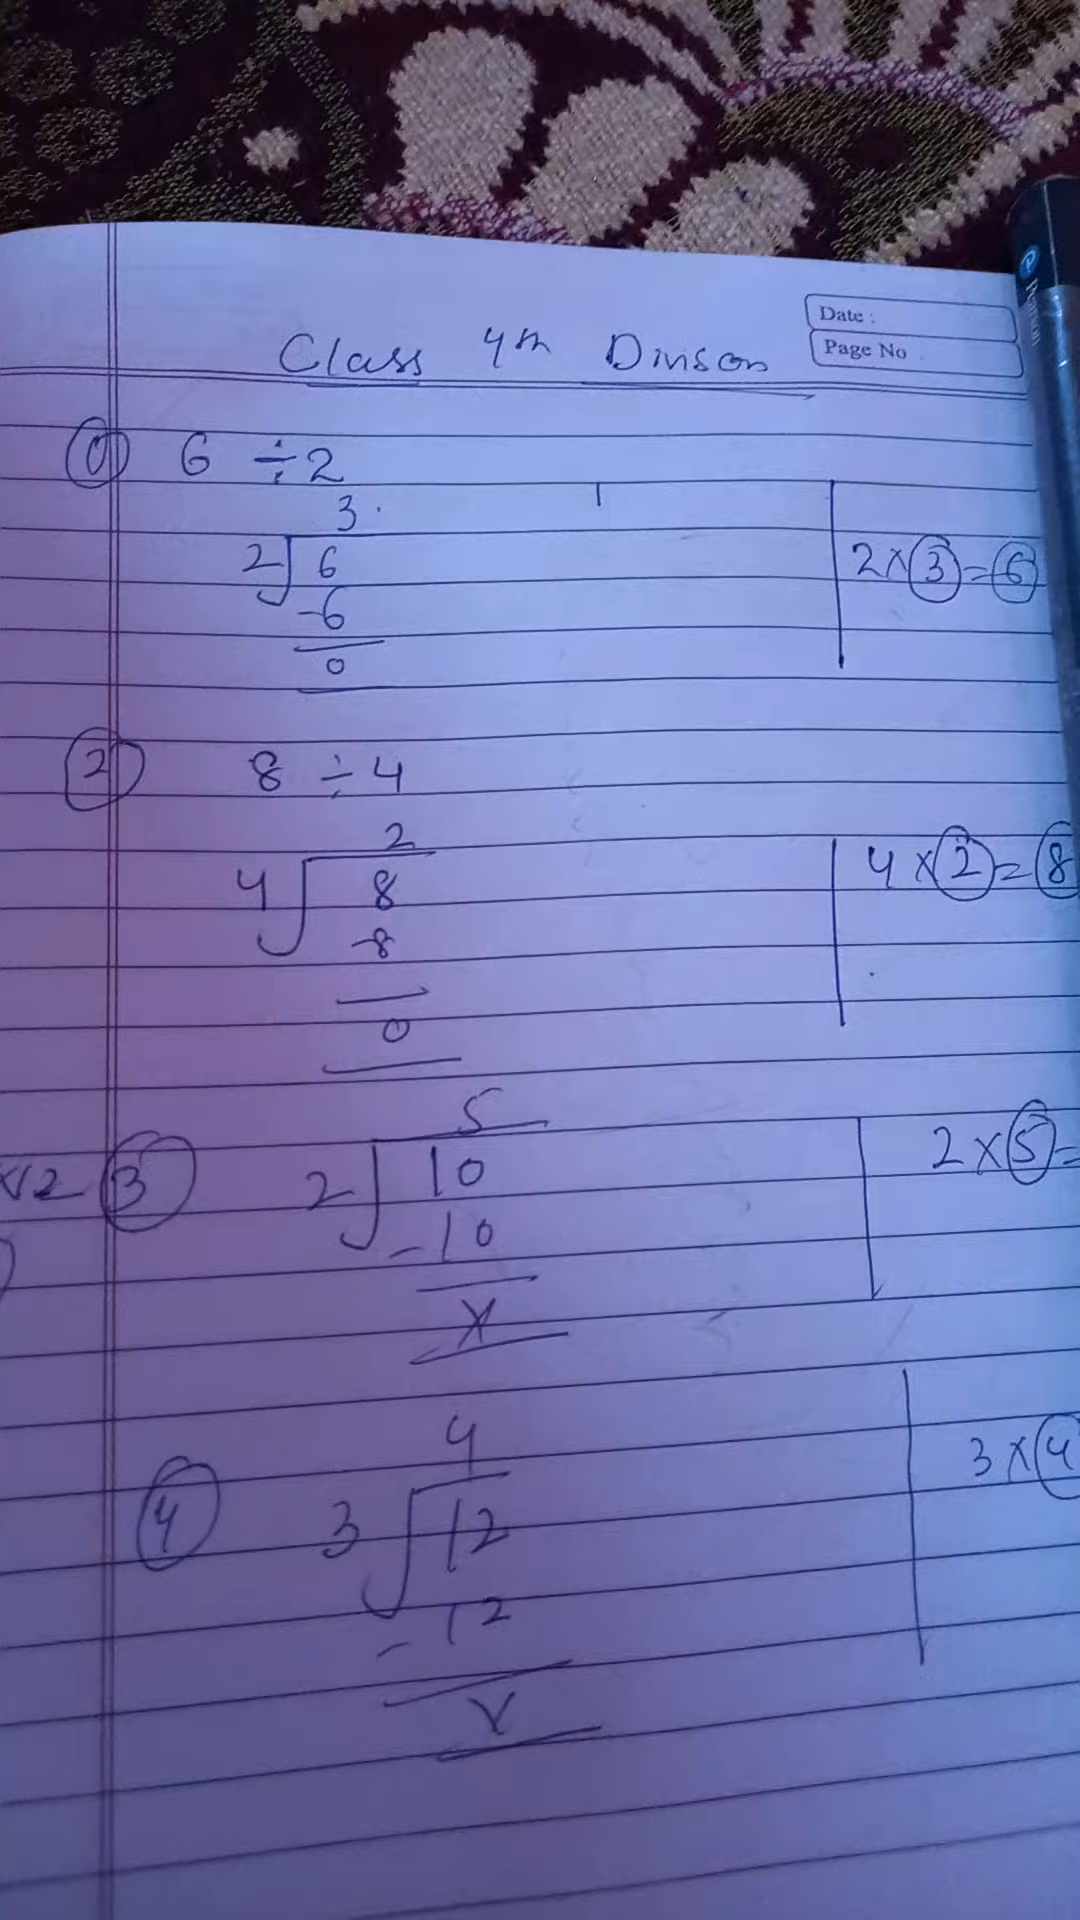 Date :
Page No
Class 4th Divison
① 6 ÷ 2
3
2 6
-6
0
2×3=6
② 8 ÷ 4
2
4 8
-8
0
4×2=8
5
③ 2 10
-10
x
2×5=
4
④ 3 12
-12
3×4